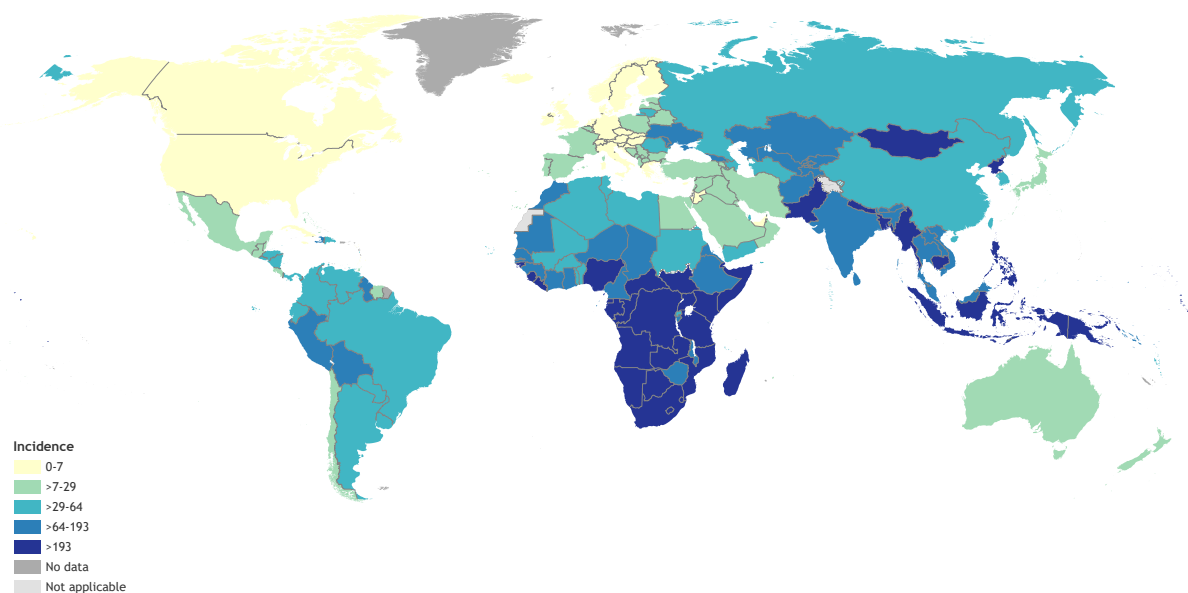 Incidence
0-7
>7-29
>29-64
>64-193
>193
No data
Not applicable